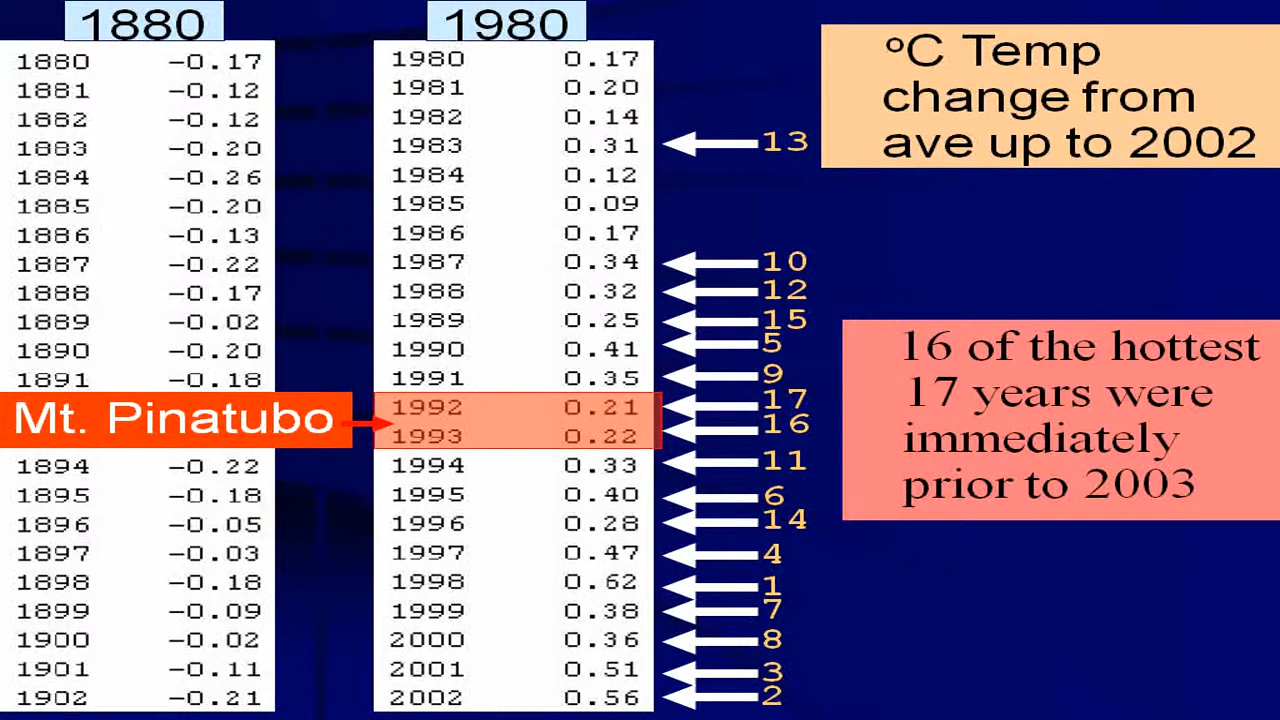 1880 1980
1880 -0.17 1980 0.17
1881 -0.12 1981 0.20
1882 -0.12 1982 0.14
1883 -0.20 1983 0.31 13
1884 -0.26 1984 0.12
1885 -0.20 1985 0.09
1886 -0.13 1986 0.17
1887 -0.22 1987 0.34 10
1888 -0.17 1988 0.32 12
1889 -0.02 1989 0.25 15
1890 -0.20 1990 0.41 5
1891 -0.18 1991 0.35 9
Mt. Pinatubo
1992 0.21 17
1993 0.22 16
1894 -0.22 1994 0.33 11
1895 -0.18 1995 0.40 6
1896 -0.05 1996 0.28 14
1897 -0.03 1997 0.47 4
1898 -0.18 1998 0.62 1
1899 -0.09 1999 0.38 7
1900 -0.02 2000 0.36 8
1901 -0.11 2001 0.51 3
1902 -0.21 2002 0.56 2
ºC Temp
change from
ave up to 2002
16 of the hottest
17 years were
immediately
prior to 2003